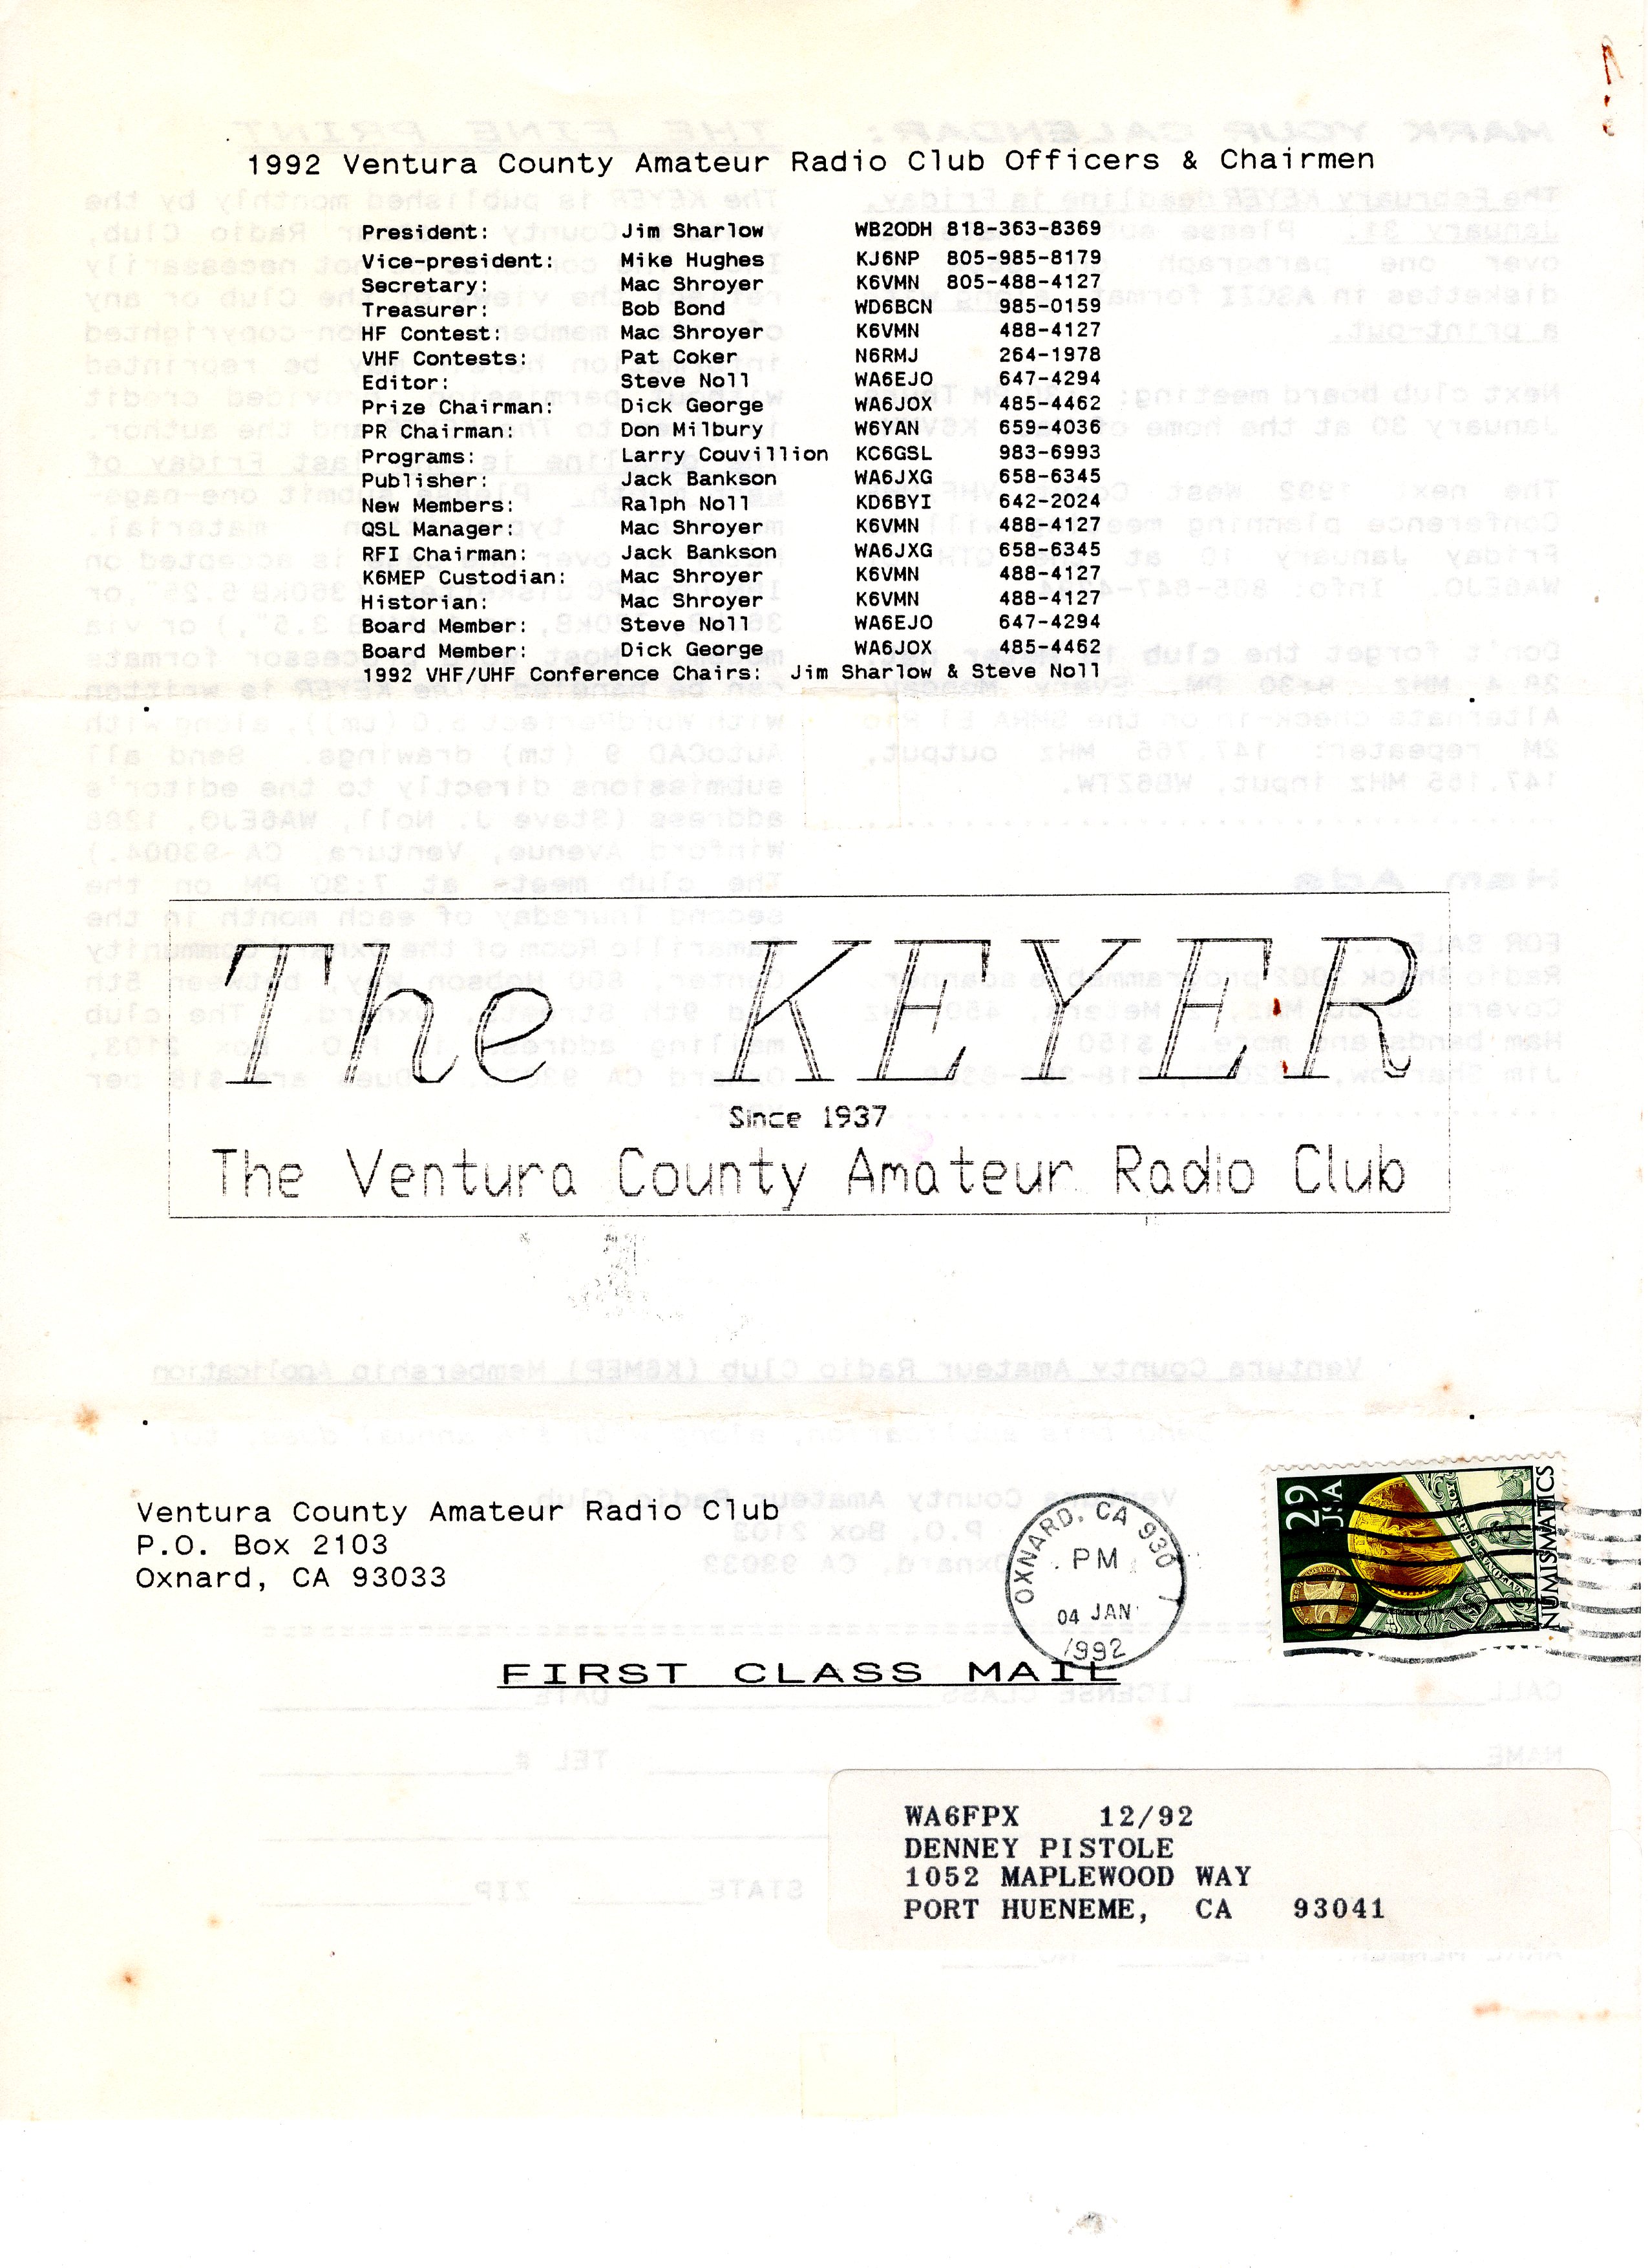 1992 Ventura County Amateur Radio Club Officers & Chairmen
President: Jim Sharlow WB2ODH 818-363-8369
Vice-president: Mike Hughes KJ6NP 805-985-8179
Secretary: Mac Shroyer K6VMN 805-488-4127
Treasurer: Bob Bond WD6BCN 985-0159
HF Contest: Mac Shroyer K6VMN 488-4127
VHF Contests: Pat Coker N6RMJ 264-1978
Editor: Steve Noll WA6EJO 647-4294
Prize Chairman: Dick George WA6JOX 485-4462
PR Chairman: Don Milbury W6YAN 659-4036
Programs: Larry Couvillion KC6GSL 983-6993
Publisher: Jack Bankson WA6JXG 658-6345
New Members: Ralph Noll KD6BYI 642-2024
QSL Manager: Mac Shroyer K6VMN 488-4127
RFI Chairman: Jack Bankson WA6JXG 658-6345
K6MEP Custodian: Mac Shroyer K6VMN 488-4127
Historian: Mac Shroyer K6VMN 488-4127
Board Member: Steve Noll WA6EJO 647-4294
Board Member: Dick George WA6JOX 485-4462
1992 VHF/UHF Conference Chairs: Jim Sharlow & Steve Noll
The KEYER
Since 1937
The Ventura County Amateur Radio Club
Ventura County Amateur Radio Club
P.O. Box 2103
Oxnard, CA 93033
OXNARD, CA 930
PM
04 JAN
1992
29
USA
NUMISMATICS
FIRST CLASS MAIL
WA6FPX 12/92
DENNEY PISTOLE
1052 MAPLEWOOD WAY
PORT HUENEME, CA 93041